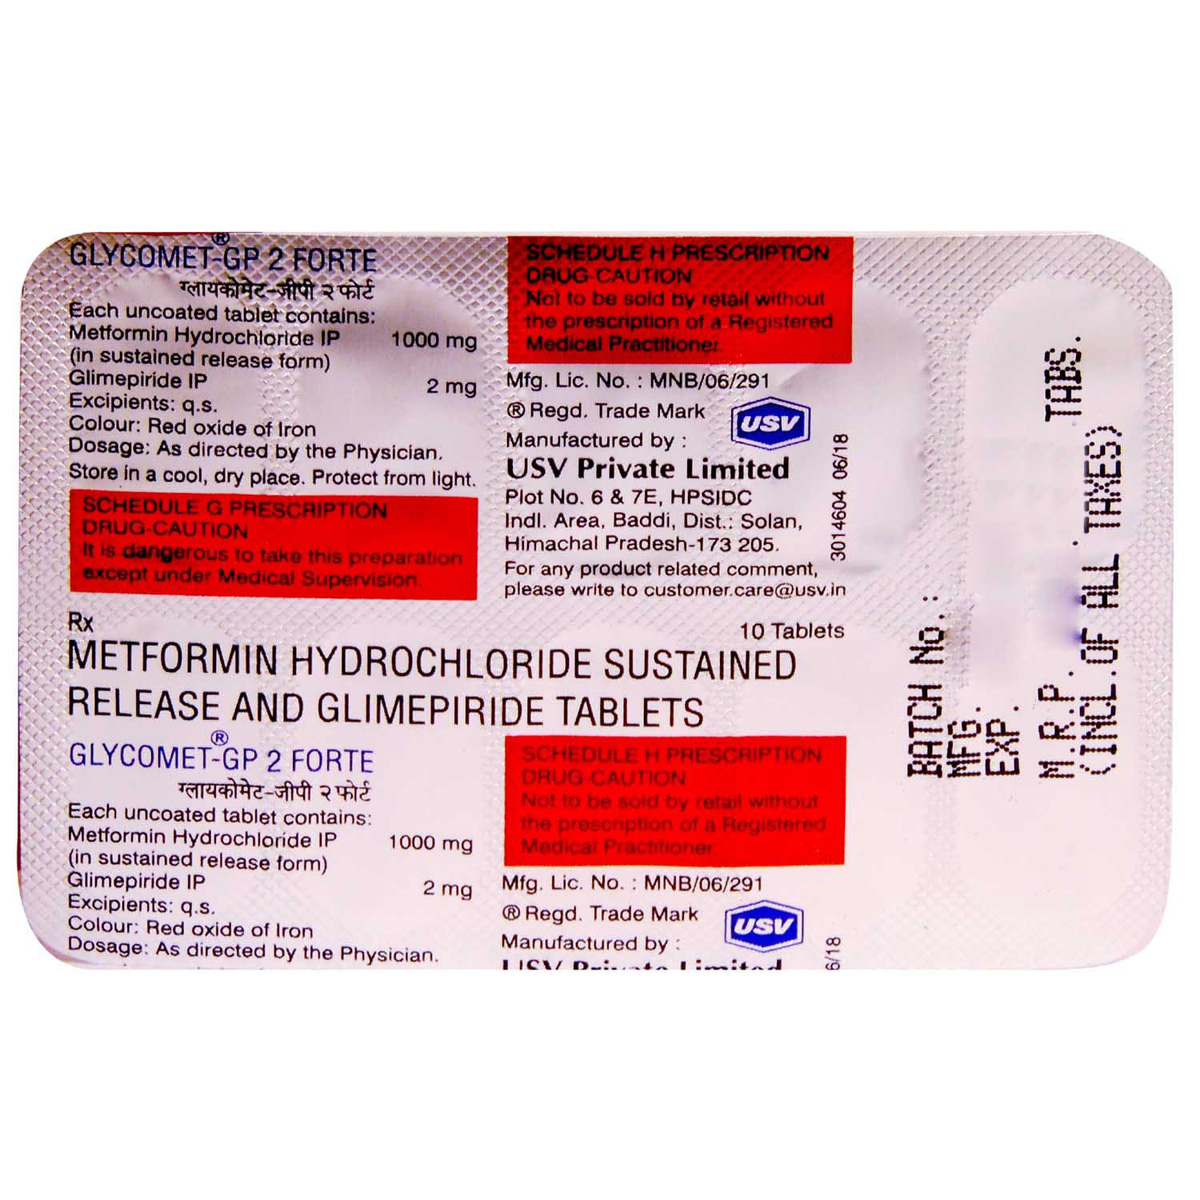 GLYCOMET®-GP 2 FORTE
ग्लायकोमेट-जीपी २ फोर्ट
Each uncoated tablet contains:
Metformin Hydrochloride IP 1000 mg
(in sustained release form)
Glimepiride IP 2 mg
Excipients: q.s.
Colour: Red oxide of Iron
Dosage: As directed by the Physician.
Store in a cool, dry place. Protect from light.
SCHEDULE G PRESCRIPTION
DRUG-CAUTION
It is dangerous to take this preparation
except under Medical Supervision.
SCHEDULE H PRESCRIPTION
DRUG-CAUTION
Not to be sold by retail without
the prescription of a Registered
Medical Practitioner.
Mfg. Lic. No. : MNB/06/291
® Regd. Trade Mark
USV
Manufactured by :
USV Private Limited
Plot No. 6 & 7E, HPSIDC
Indl. Area, Baddi, Dist.: Solan,
Himachal Pradesh-173 205.
For any product related comment,
please write to customer.care@usv.in
3014604 06/18
Rx
10 Tablets
METFORMIN HYDROCHLORIDE SUSTAINED
RELEASE AND GLIMEPIRIDE TABLETS
GLYCOMET®-GP 2 FORTE
ग्लायकोमेट-जीपी २ फोर्ट
Each uncoated tablet contains:
Metformin Hydrochloride IP 1000 mg
(in sustained release form)
Glimepiride IP 2 mg
Excipients: q.s.
Colour: Red oxide of Iron
Dosage: As directed by the Physician.
SCHEDULE H PRESCRIPTION
DRUG-CAUTION
Not to be sold by retail without
the prescription of a Registered
Medical Practitioner.
Mfg. Lic. No. : MNB/06/291
® Regd. Trade Mark
USV
Manufactured by :
USV Private Limited
6/18
BATCH No.:
MFG.
EXP.
M.R.P. TABS.
(INCL.OF ALL TAXES)